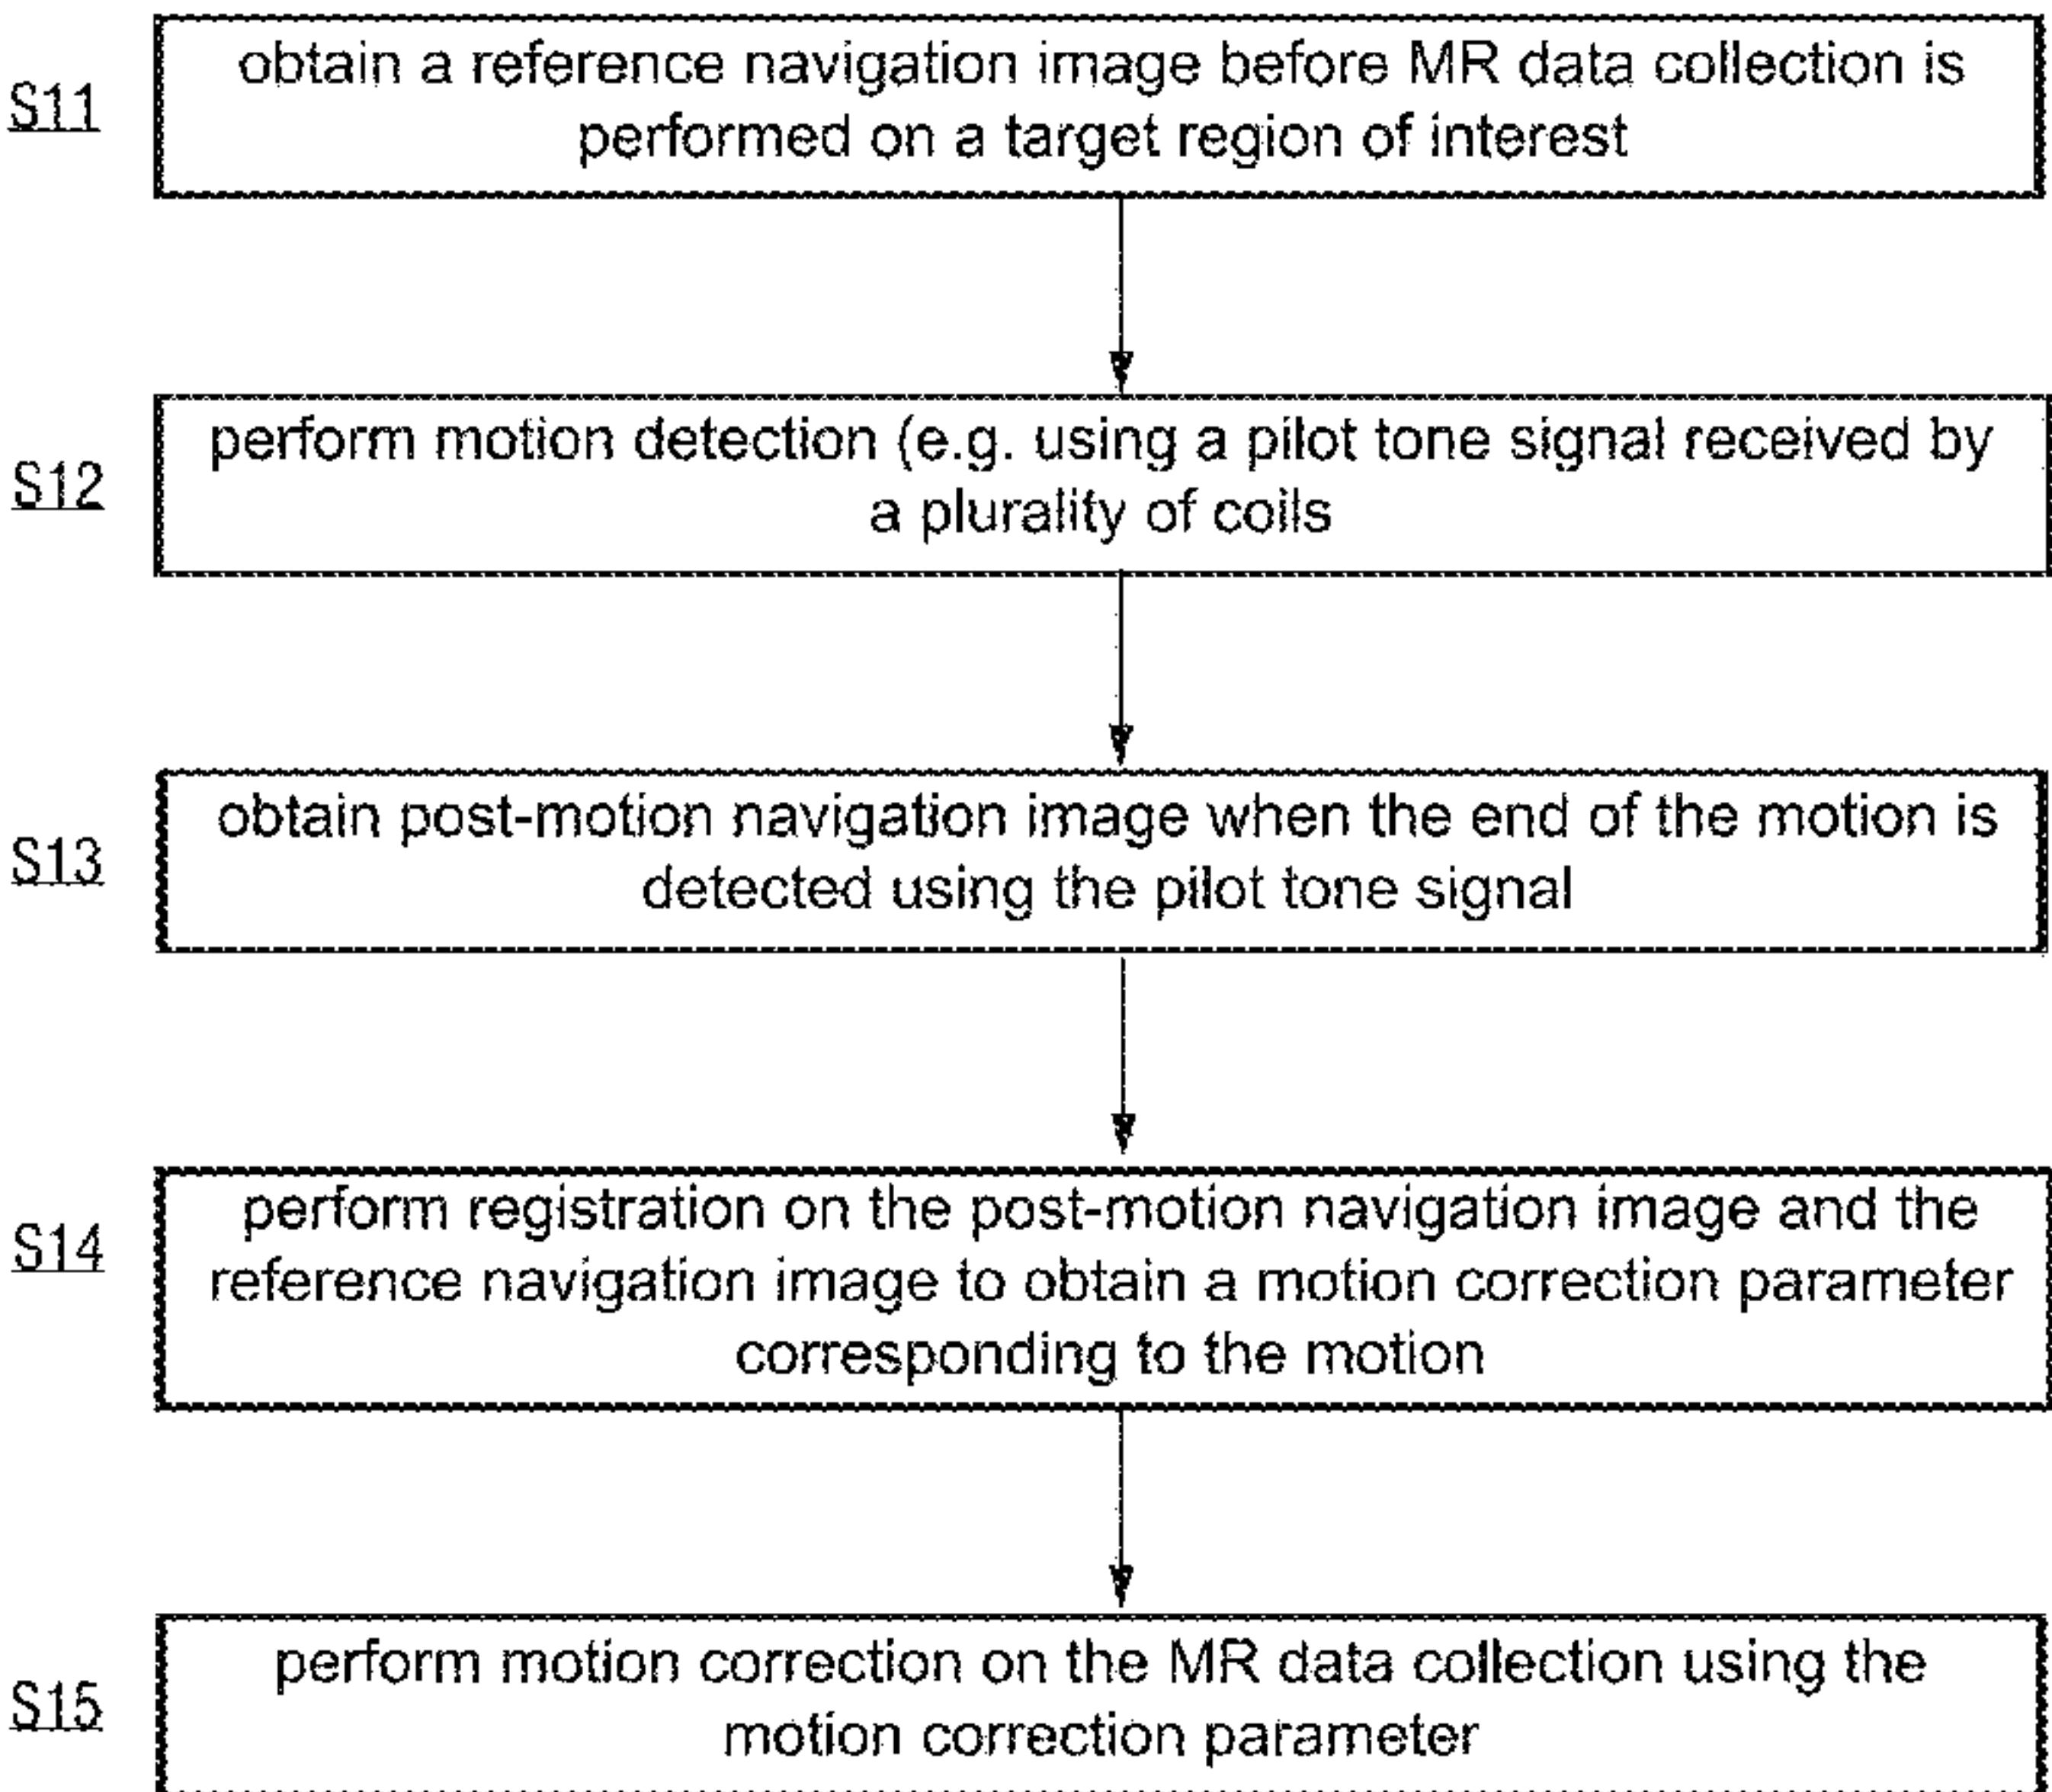 S11
obtain a reference navigation image before MR data collection is
performed on a target region of interest
S12
perform motion detection (e.g. using a pilot tone signal received by
a plurality of coils
S13
obtain post-motion navigation image when the end of the motion is
detected using the pilot tone signal
S14
perform registration on the post-motion navigation image and the
reference navigation image to obtain a motion correction parameter
corresponding to the motion
S15
perform motion correction on the MR data collection using the
motion correction parameter